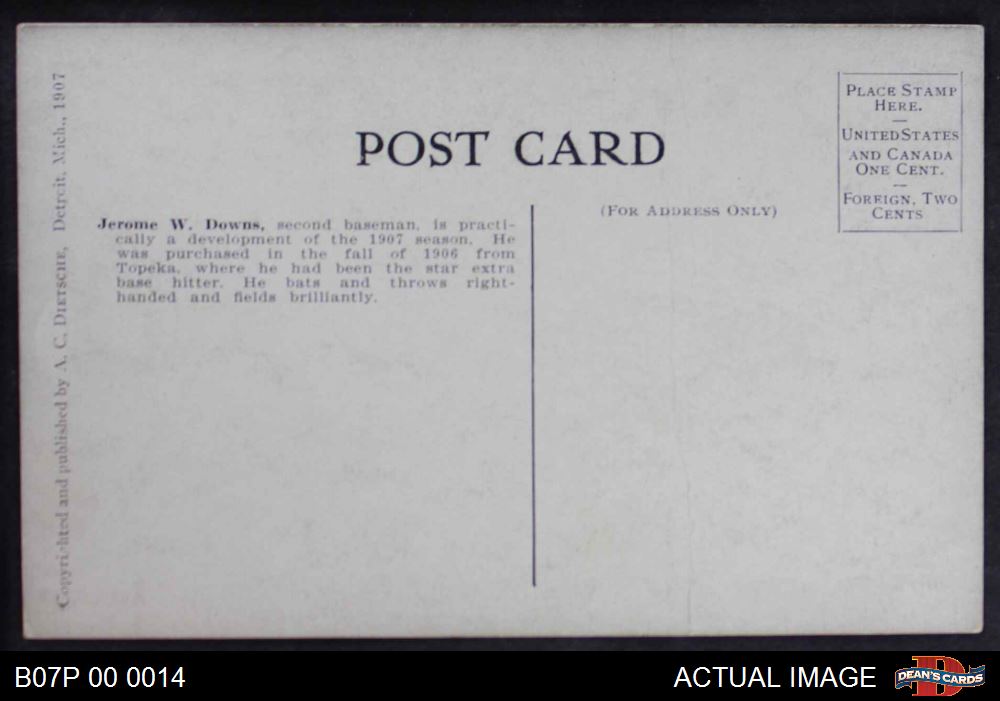 Copyrighted and published by A. C. DIETSCHE, Detroit, Mich., 1907
POST CARD
PLACE STAMP
HERE.
—
UNITED STATES
AND CANADA
ONE CENT.
—
FOREIGN, TWO
CENTS
(FOR ADDRESS ONLY)
Jerome W. Downs, second baseman, is practi-
cally a development of the 1907 season. He
was purchased in the fall of 1906 from
Topeka, where he had been the star extra
base hitter. He bats and throws right-
handed and fields brilliantly.
B07P 00 0014
ACTUAL IMAGE
D
DEAN'S CARDS